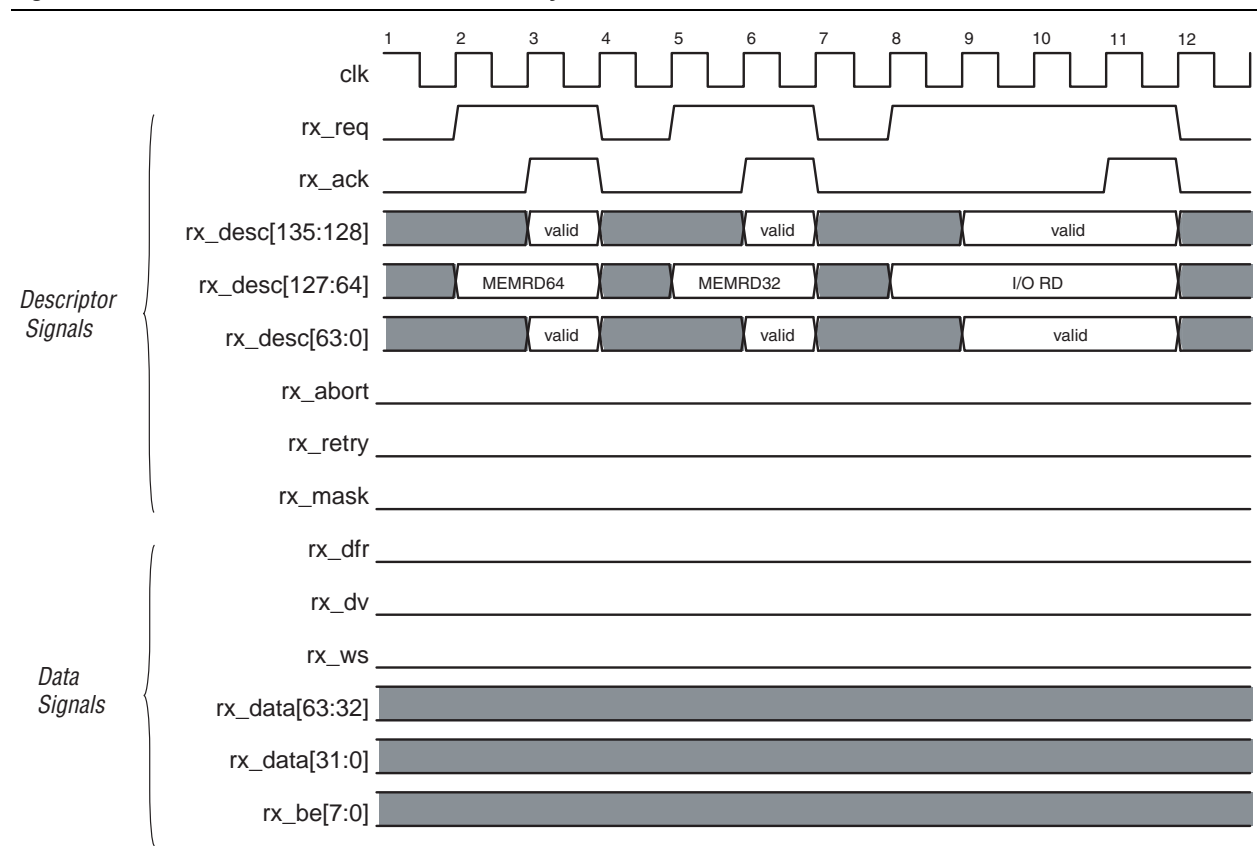 1 2 3 4 5 6 7 8 9 10 11 12
clk
rx_req
rx_ack
rx_desc[135:128] valid valid valid
rx_desc[127:64] MEMRD64 MEMRD32 I/O RD
Descriptor
Signals
rx_desc[63:0] valid valid valid
rx_abort
rx_retry
rx_mask
rx_dfr
rx_dv
rx_ws
Data
Signals
rx_data[63:32]
rx_data[31:0]
rx_be[7:0]